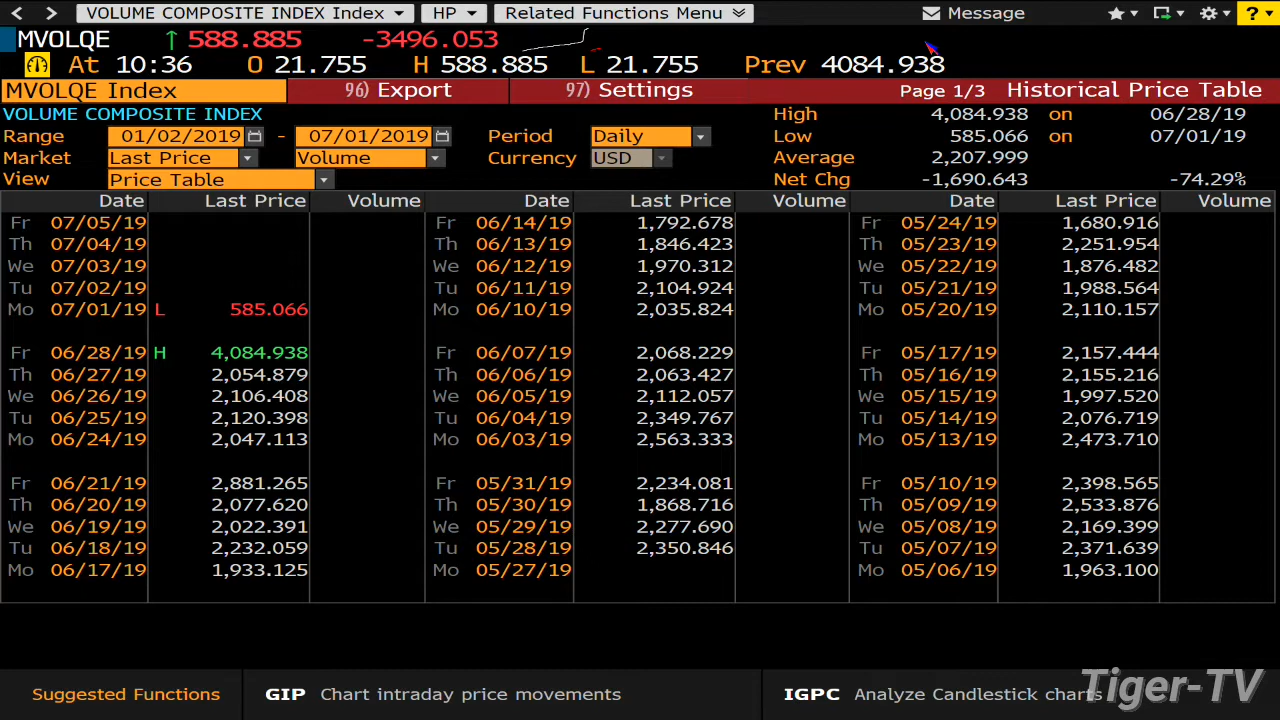 VOLUME COMPOSITE INDEX Index HP Related Functions Menu Message ?
MVOLQE ↑ 588.885 -3496.053
At 10:36 O 21.755 H 588.885 L 21.755 Prev 4084.938
MVOLQE Index 96) Export 97) Settings Page 1/3 Historical Price Table
VOLUME COMPOSITE INDEX High 4,084.938 on 06/28/19
Range 01/02/2019 - 07/01/2019 Period Daily Low 585.066 on 07/01/19
Market Last Price Volume Currency USD Average 2,207.999
View Price Table Net Chg -1,690.643 -74.29%
Date Last Price Volume Date Last Price Volume Date Last Price Volume
Fr 07/05/19 Fr 06/14/19 1,792.678 Fr 05/24/19 1,680.916
Th 07/04/19 Th 06/13/19 1,846.423 Th 05/23/19 2,251.954
We 07/03/19 We 06/12/19 1,970.312 We 05/22/19 1,876.482
Tu 07/02/19 Tu 06/11/19 2,104.924 Tu 05/21/19 1,988.564
Mo 07/01/19 L 585.066 Mo 06/10/19 2,035.824 Mo 05/20/19 2,110.157
Fr 06/28/19 H 4,084.938 Fr 06/07/19 2,068.229 Fr 05/17/19 2,157.444
Th 06/27/19 2,054.879 Th 06/06/19 2,063.427 Th 05/16/19 2,155.216
We 06/26/19 2,106.408 We 06/05/19 2,112.057 We 05/15/19 1,997.520
Tu 06/25/19 2,120.398 Tu 06/04/19 2,349.767 Tu 05/14/19 2,076.719
Mo 06/24/19 2,047.113 Mo 06/03/19 2,563.333 Mo 05/13/19 2,473.710
Fr 06/21/19 2,881.265 Fr 05/31/19 2,234.081 Fr 05/10/19 2,398.565
Th 06/20/19 2,077.620 Th 05/30/19 1,868.716 Th 05/09/19 2,533.876
We 06/19/19 2,022.391 We 05/29/19 2,277.690 We 05/08/19 2,169.399
Tu 06/18/19 2,232.059 Tu 05/28/19 2,350.846 Tu 05/07/19 2,371.639
Mo 06/17/19 1,933.125 Mo 05/27/19 Mo 05/06/19 1,963.100
Suggested Functions GIP Chart intraday price movements IGPC Analyze Candlestick charts
Tiger-TV